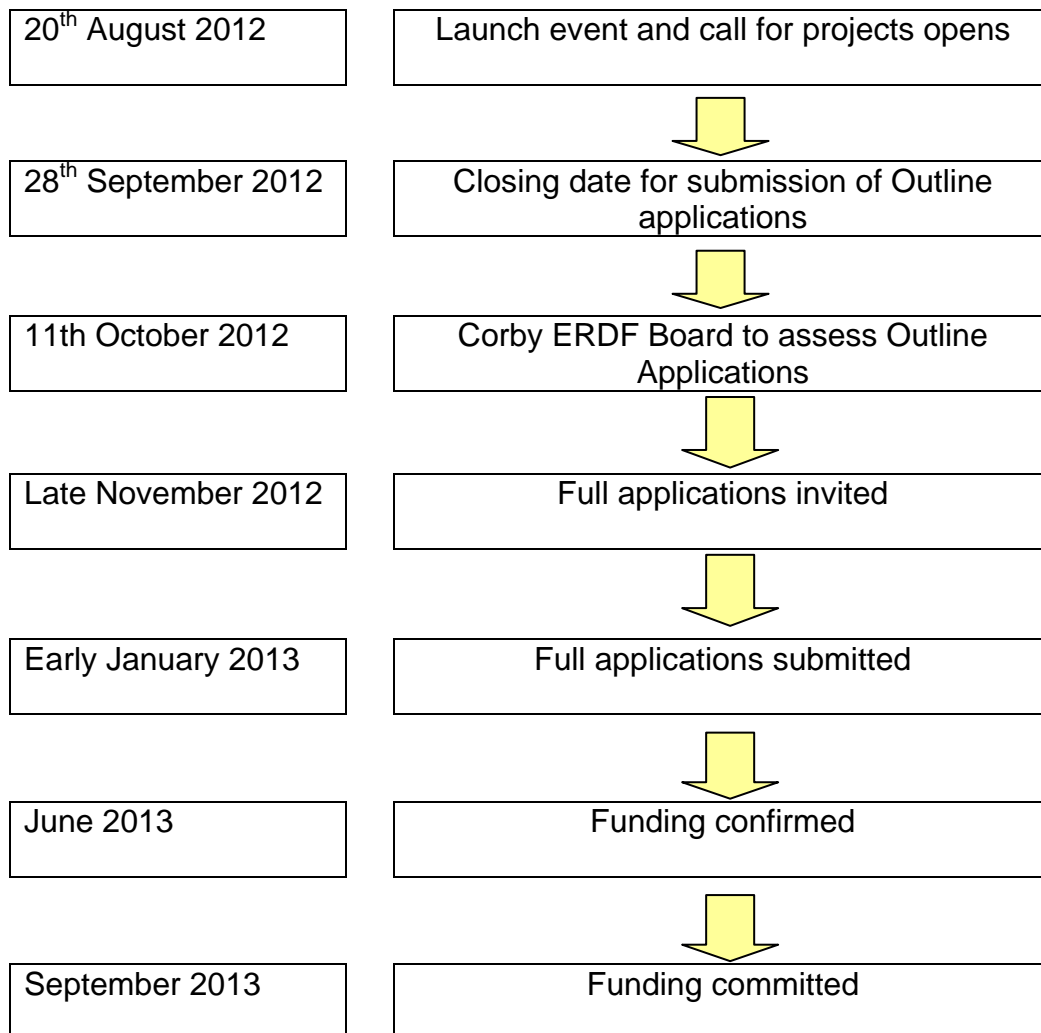 20th August 2012
Launch event and call for projects opens
28th September 2012
Closing date for submission of Outline
applications
11th October 2012
Corby ERDF Board to assess Outline
Applications
Late November 2012
Full applications invited
Early January 2013
Full applications submitted
June 2013
Funding confirmed
September 2013
Funding committed